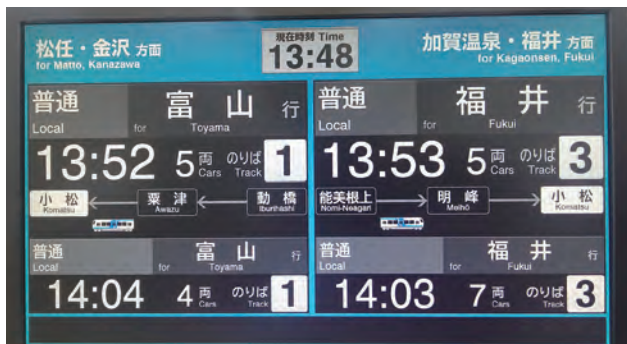 松任・金沢 方面
for Matto, Kanazawa
現在時刻 Time
13:48
加賀温泉・福井 方面
for Kagaonsen, Fukui
普通 富山 行
Local for Toyama
13:52 5両 のりば 1
Cars Track
小松 粟津 動橋
Komatsu Awazu Iburihashi
普通 富山 行
Local for Toyama
14:04 4両 のりば 1
Cars Track
普通 福井 行
Local for Fukui
13:53 5両 のりば 3
Cars Track
能美根上 明峰 小松
Nomi-Neagari Meihō Komatsu
普通 福井 行
Local for Fukui
14:03 7両 のりば 3
Cars Track